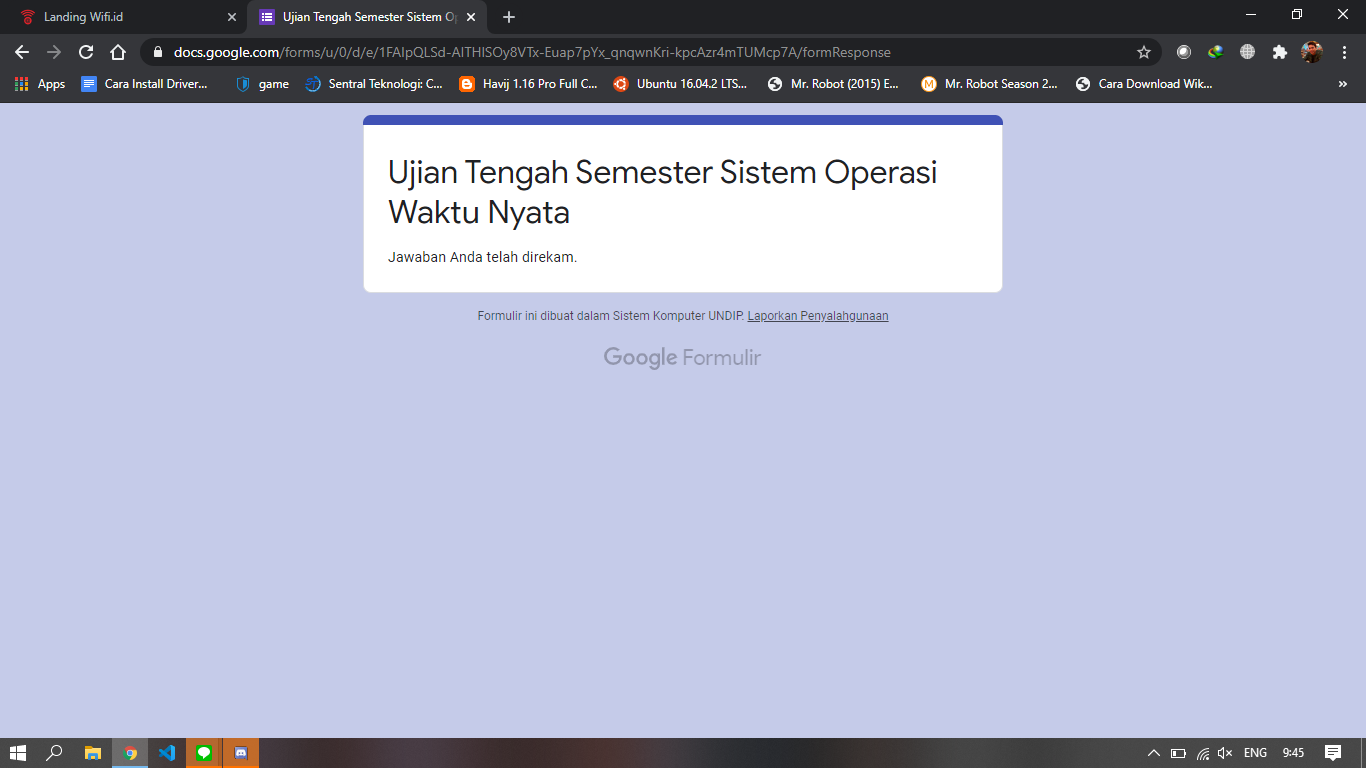 Landing Wifi.id
Ujian Tengah Semester Sistem Op
docs.google.com/forms/u/0/d/e/1FAIpQLSd-AITHISOv8VTx-Euap7pYx_qnqwnKri-kpcAzr4mTUMcp7A/formResponse
Apps
Cara Install Driver...
game
Sentral Teknologi: C...
Havij 1.16 Pro Full C...
Ubuntu 16.04.2 LTS...
Mr. Robot (2015) E...
Mr. Robot Season 2...
Cara Download Wik...
Ujian Tengah Semester Sistem Operasi
Waktu Nyata
Jawaban Anda telah direkam.
Formulir ini dibuat dalam Sistem Komputer UNDIP. Laporkan Penyalahgunaan
Google Formulir
ENG
9:45